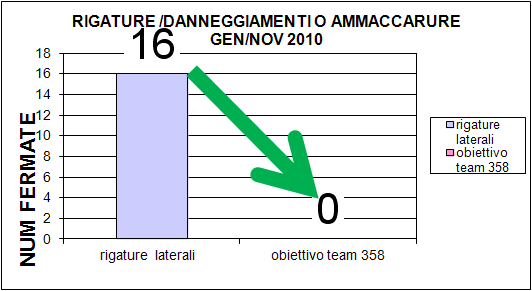 RIGATURE /DANNEGGIAMENTI O AMMACCARURE
GEN/NOV 2010
NUM FERMATE
18
16
14
12
10
8
6
4
2
0
16
0
rigature laterali
obiettivo team 358
rigature
laterali
obiettivo
team 358